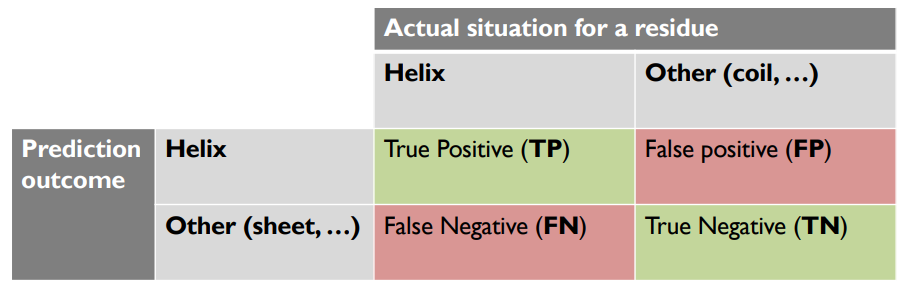 Actual situation for a residue
Helix
Other (coil, …)
Prediction
outcome
Helix
True Positive (TP)
False positive (FP)
Other (sheet, …)
False Negative (FN)
True Negative (TN)